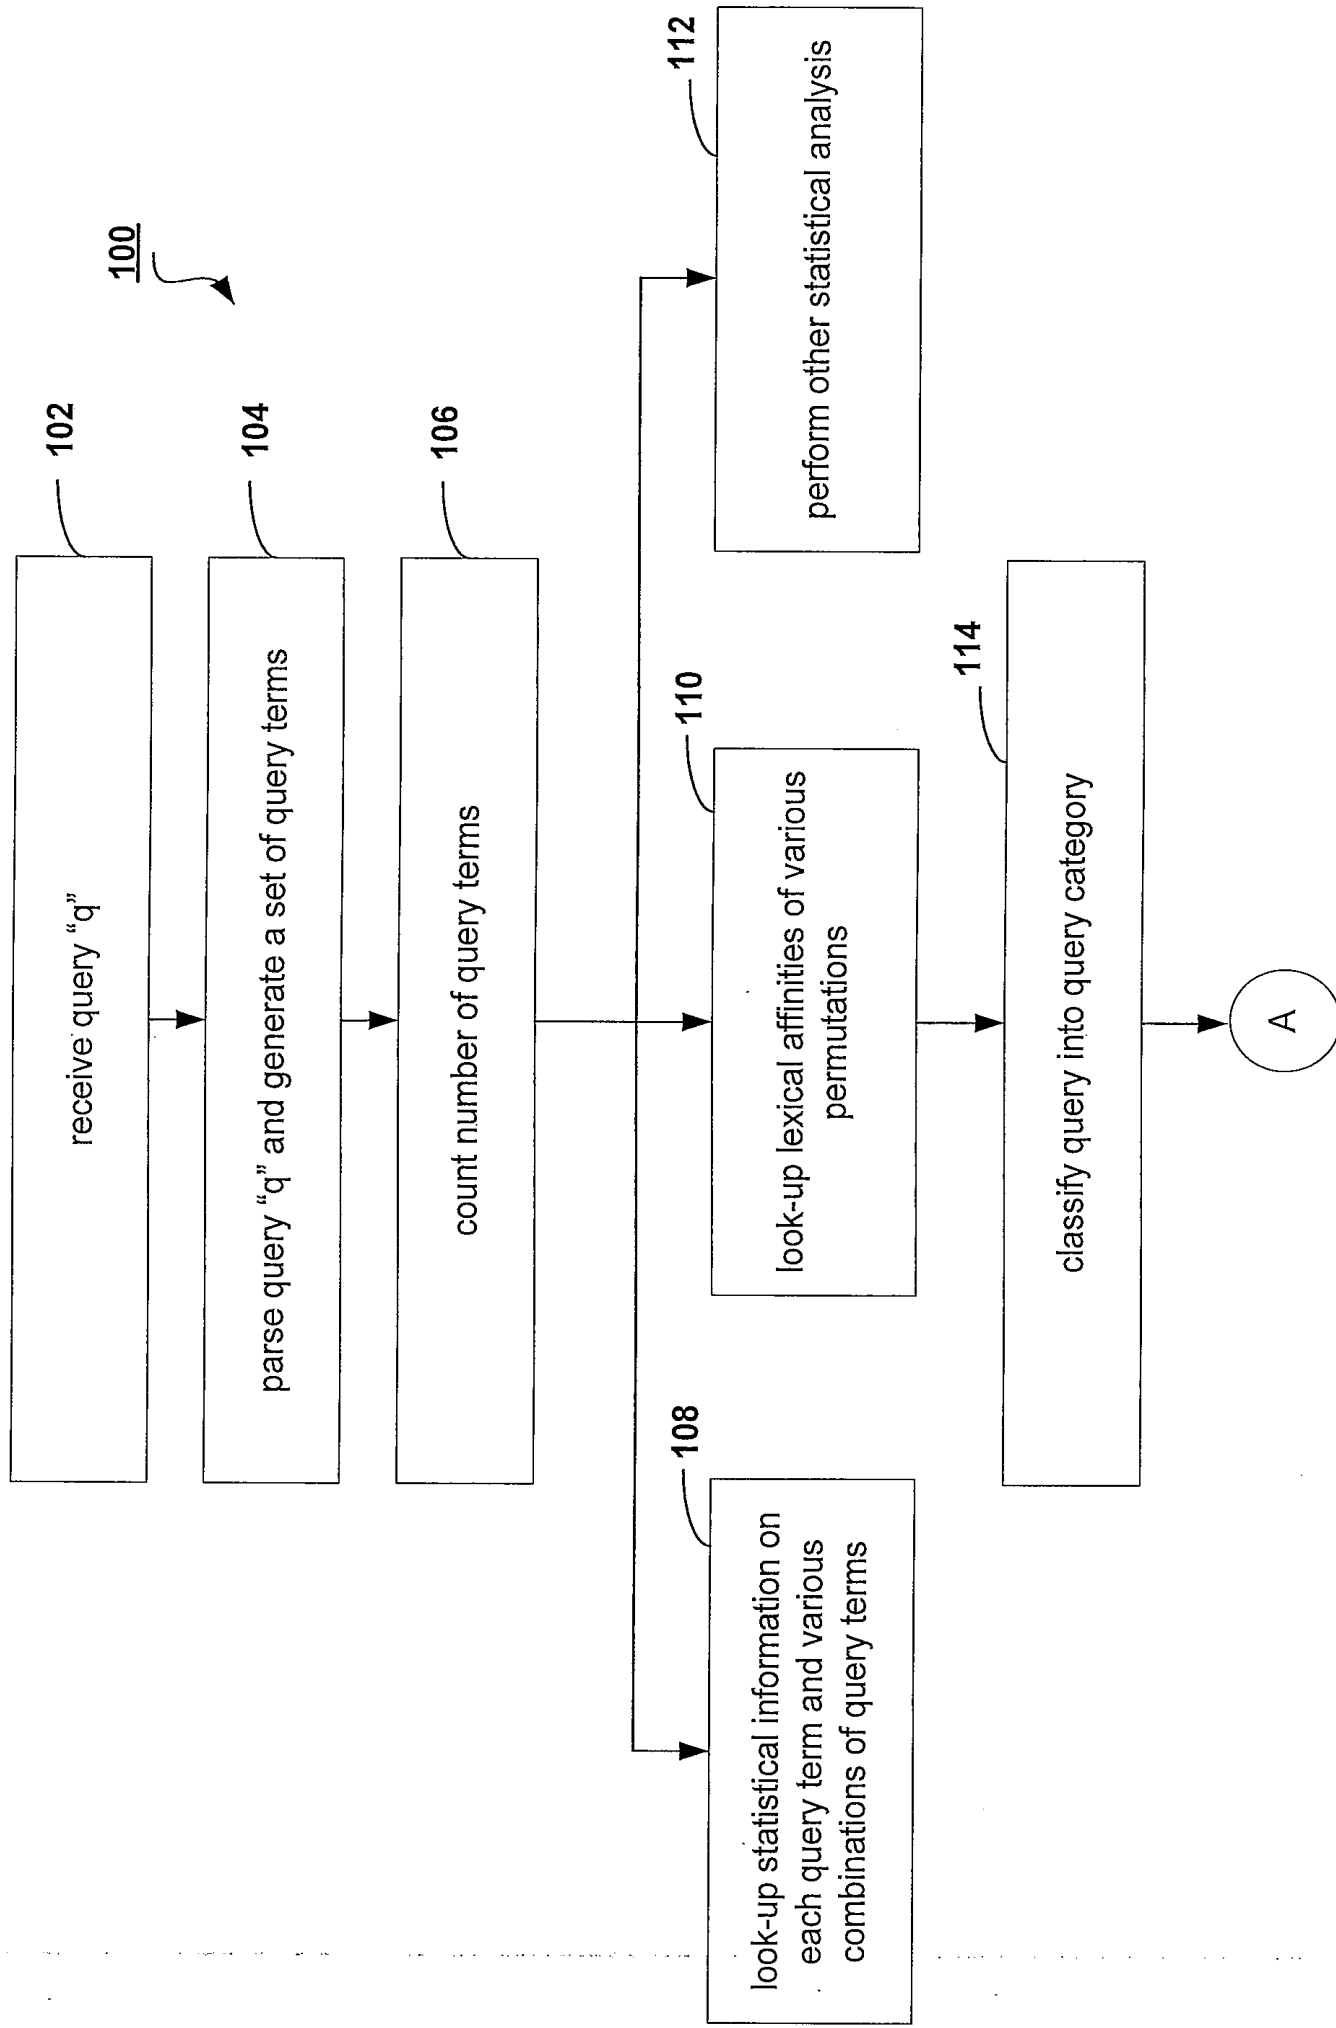 100
102
receive query “q”
104
parse query “q” and generate a set of query terms
106
count number of query terms
108
look-up statistical information on
each query term and various
combinations of query terms
110
look-up lexical affinities of various
permutations
112
perform other statistical analysis
114
classify query into query category
A